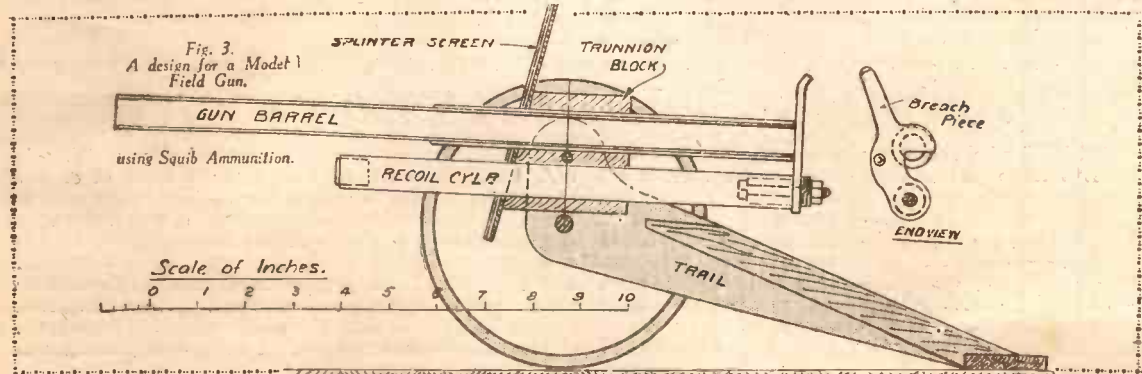 Fig. 3.
A design for a Model
Field Gun.
using Squib Ammunition.
SPLINTER SCREEN
TRUNNION
BLOCK
GUN BARREL
RECOIL CYLR
Breach
Piece
END VIEW
TRAIL
Scale of Inches.
0 1 2 3 4 5 6 7 8 9 10